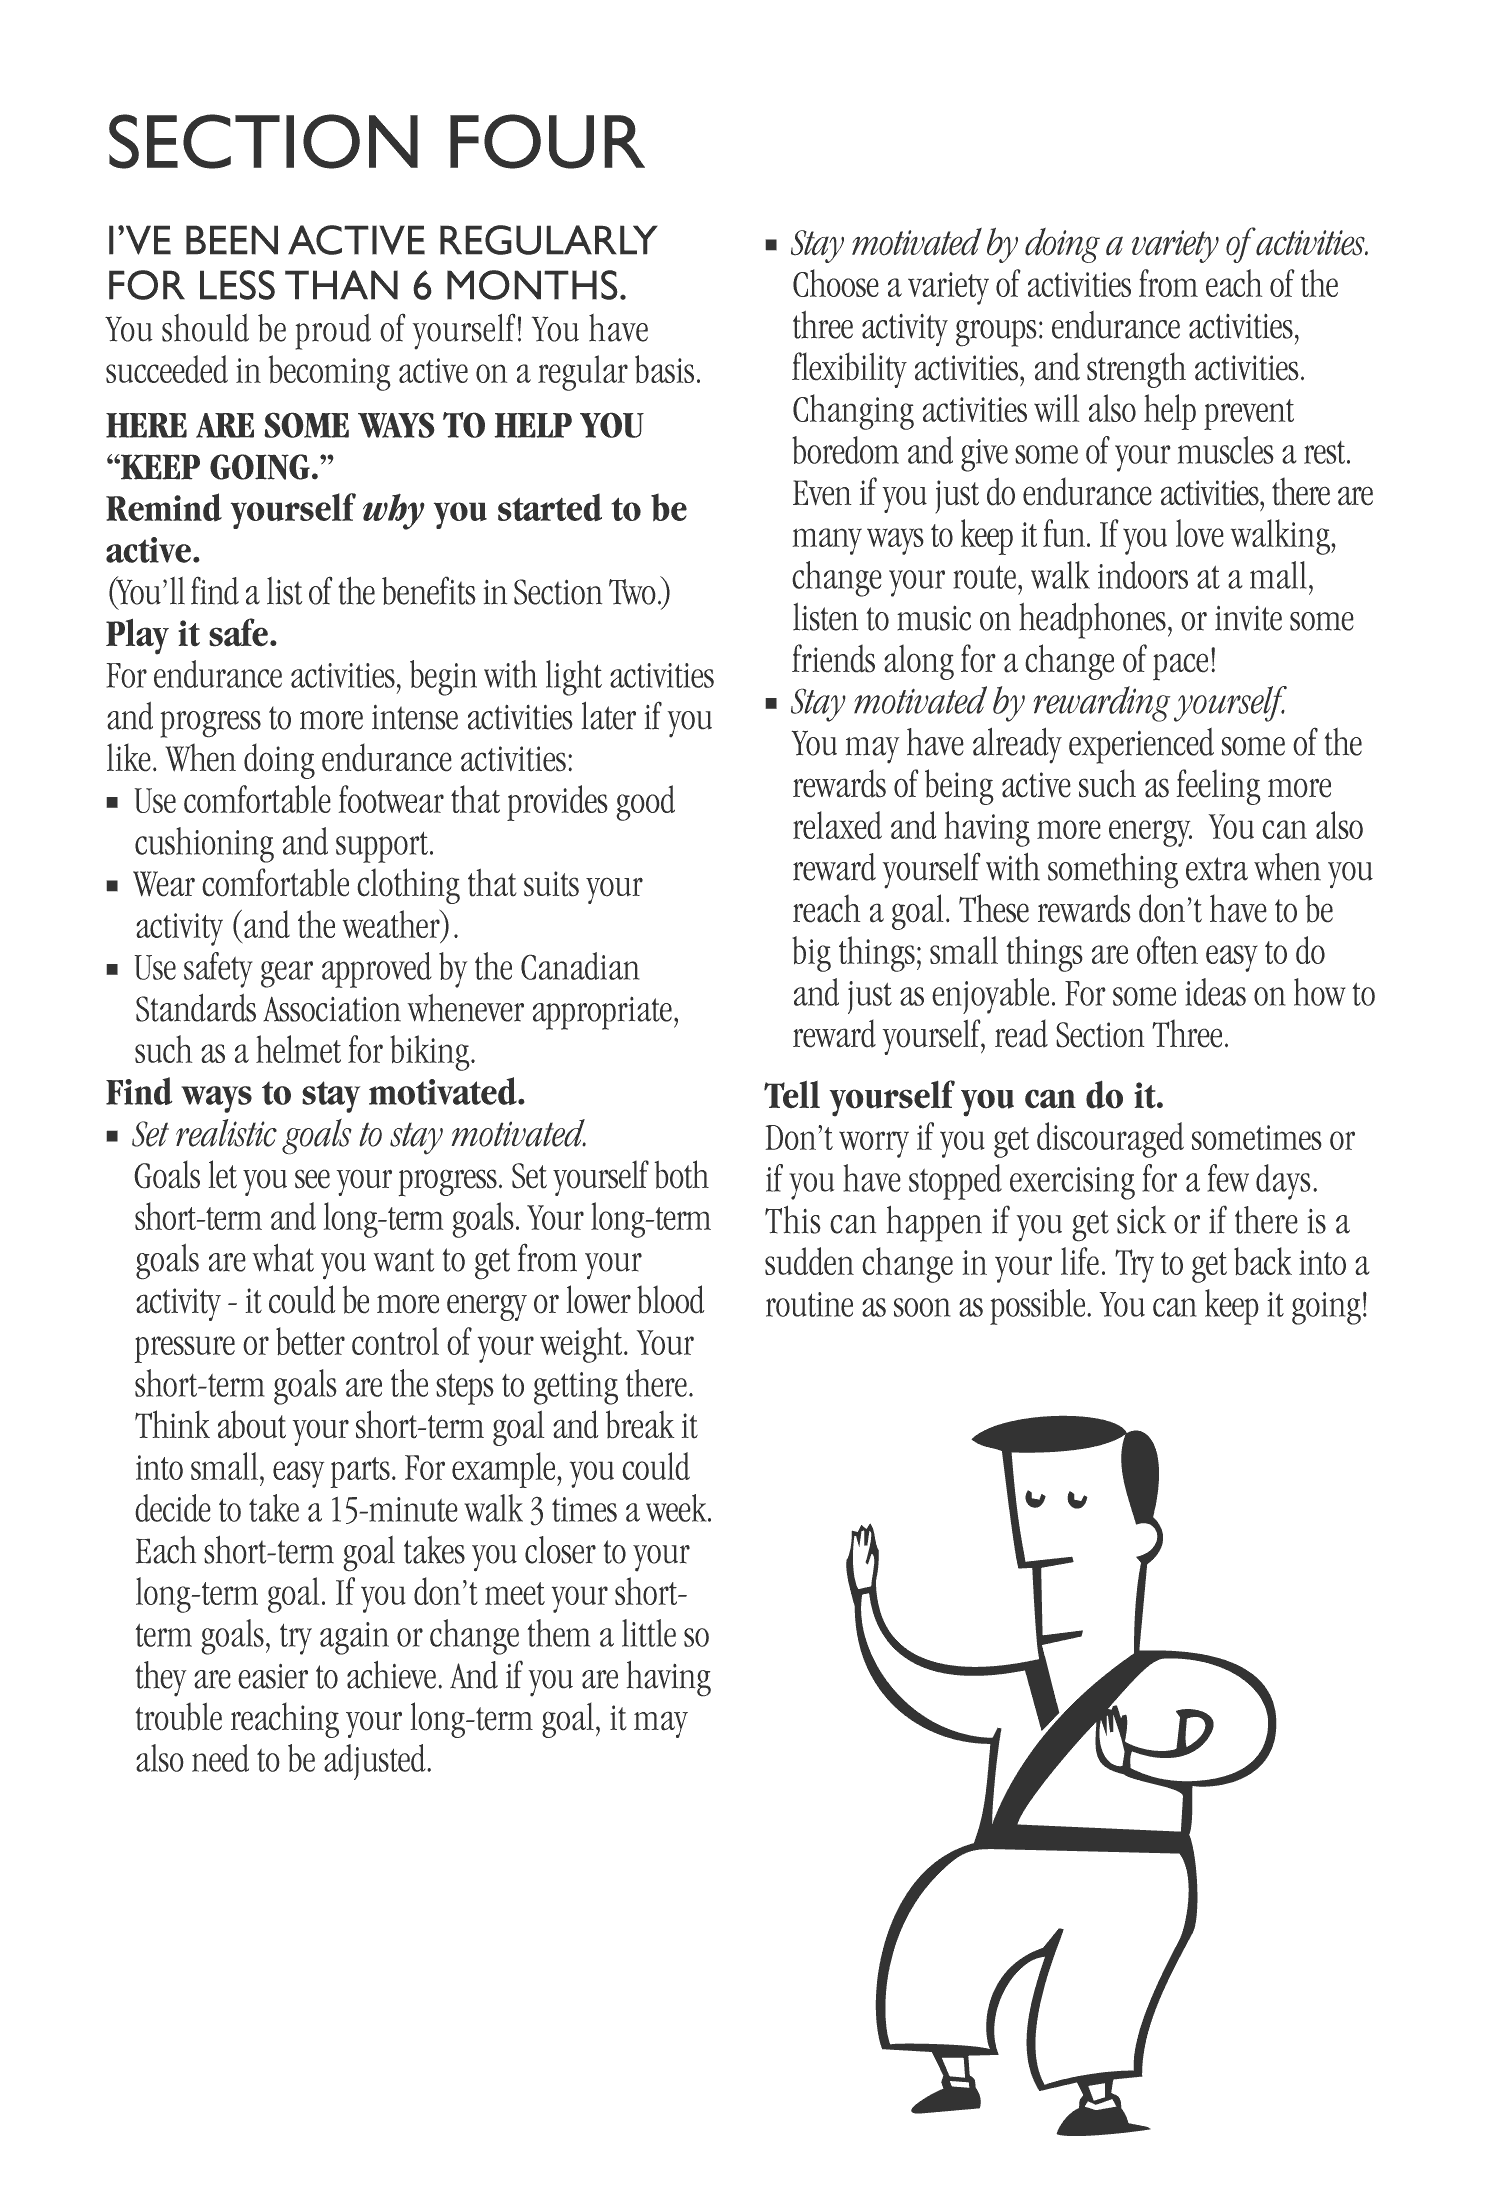 SECTION FOUR
I’VE BEEN ACTIVE REGULARLY
FOR LESS THAN 6 MONTHS.
You should be proud of yourself! You have
succeeded in becoming active on a regular basis.
HERE ARE SOME WAYS TO HELP YOU
“KEEP GOING.”
Remind yourself why you started to be
active.
(You’ll find a list of the benefits in Section Two.)
Play it safe.
For endurance activities, begin with light activities
and progress to more intense activities later if you
like. When doing endurance activities:
▪ Use comfortable footwear that provides good
cushioning and support.
▪ Wear comfortable clothing that suits your
activity (and the weather).
▪ Use safety gear approved by the Canadian
Standards Association whenever appropriate,
such as a helmet for biking.
Find ways to stay motivated.
▪ Set realistic goals to stay motivated.
Goals let you see your progress. Set yourself both
short-term and long-term goals. Your long-term
goals are what you want to get from your
activity - it could be more energy or lower blood
pressure or better control of your weight. Your
short-term goals are the steps to getting there.
Think about your short-term goal and break it
into small, easy parts. For example, you could
decide to take a 15-minute walk 3 times a week.
Each short-term goal takes you closer to your
long-term goal. If you don’t meet your short-
term goals, try again or change them a little so
they are easier to achieve. And if you are having
trouble reaching your long-term goal, it may
also need to be adjusted.
▪ Stay motivated by doing a variety of activities.
Choose a variety of activities from each of the
three activity groups: endurance activities,
flexibility activities, and strength activities.
Changing activities will also help prevent
boredom and give some of your muscles a rest.
Even if you just do endurance activities, there are
many ways to keep it fun. If you love walking,
change your route, walk indoors at a mall,
listen to music on headphones, or invite some
friends along for a change of pace!
▪ Stay motivated by rewarding yourself.
You may have already experienced some of the
rewards of being active such as feeling more
relaxed and having more energy. You can also
reward yourself with something extra when you
reach a goal. These rewards don’t have to be
big things; small things are often easy to do
and just as enjoyable. For some ideas on how to
reward yourself, read Section Three.
Tell yourself you can do it.
Don’t worry if you get discouraged sometimes or
if you have stopped exercising for a few days.
This can happen if you get sick or if there is a
sudden change in your life. Try to get back into a
routine as soon as possible. You can keep it going!